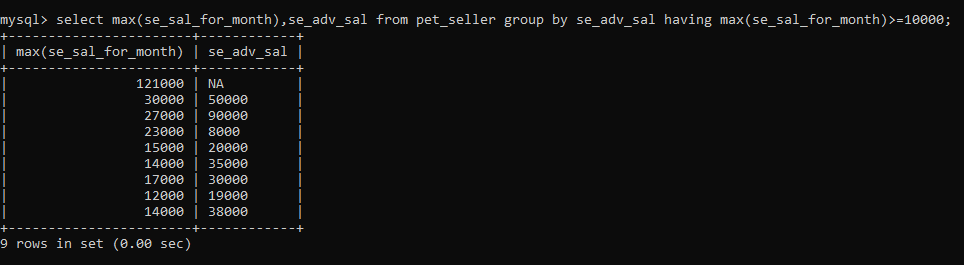 mysql> select max(se_sal_for_month),se_adv_sal from pet_seller group by se_adv_sal having max(se_sal_for_month)>=10000;
+-----------------------+------------+
| max(se_sal_for_month) | se_adv_sal |
+-----------------------+------------+
|                121000 | NA         |
|                 30000 | 50000      |
|                 27000 | 90000      |
|                 23000 | 8000       |
|                 15000 | 20000      |
|                 14000 | 35000      |
|                 17000 | 30000      |
|                 12000 | 19000      |
|                 14000 | 38000      |
+-----------------------+------------+
9 rows in set (0.00 sec)